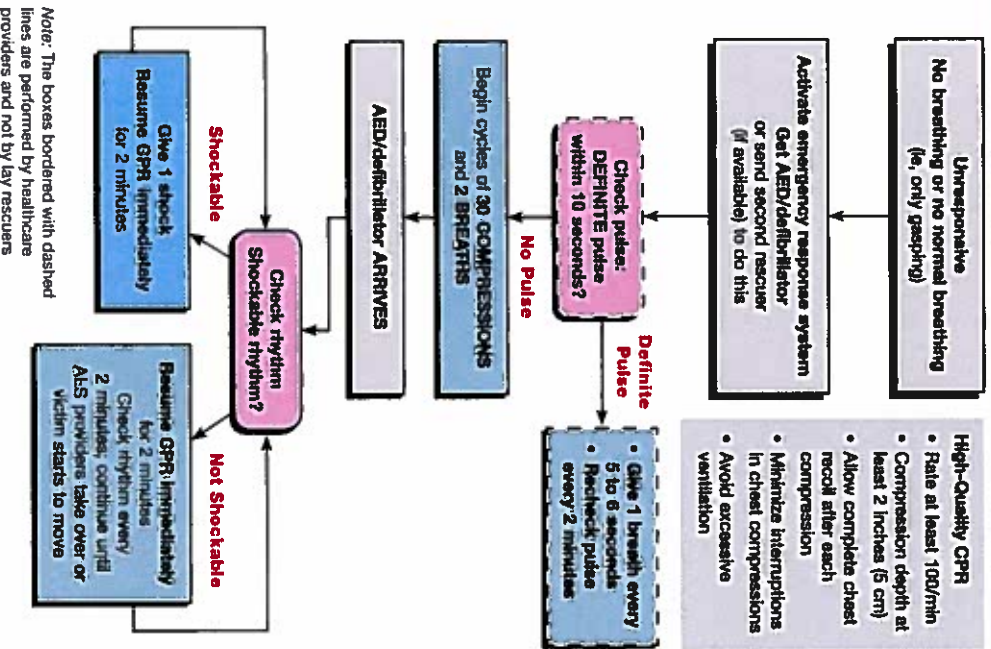 Unresponsive
No breathing or no normal breathing
(ie, only gasping)
High-Quality CPR
• Rate at least 100/min
• Compression depth at
least 2 inches (5 cm)
• Allow complete chest
recoil after each
compression
• Minimize interruptions
in chest compressions
• Avoid excessive
ventilation
Activate emergency response system
Get AED/defibrillator
or send second rescuer
(if available) to do this
Check pulse:
DEFINITE pulse
within 10 seconds?
Definite
Pulse
• Give 1 breath every
5 to 6 seconds
• Recheck pulse
every 2 minutes
No Pulse
Begin cycles of 30 COMPRESSIONS
and 2 BREATHS
AED/defibrillator ARRIVES
Check rhythm
Shockable rhythm?
Shockable
Not Shockable
Give 1 shock
Resume CPR immediately
for 2 minutes
Resume CPR immediately
for 2 minutes
Check rhythm every
2 minutes; continue until
ALS providers take over or
victim starts to move
Note: The boxes bordered with dashed
lines are performed by healthcare
providers and not by lay rescuers